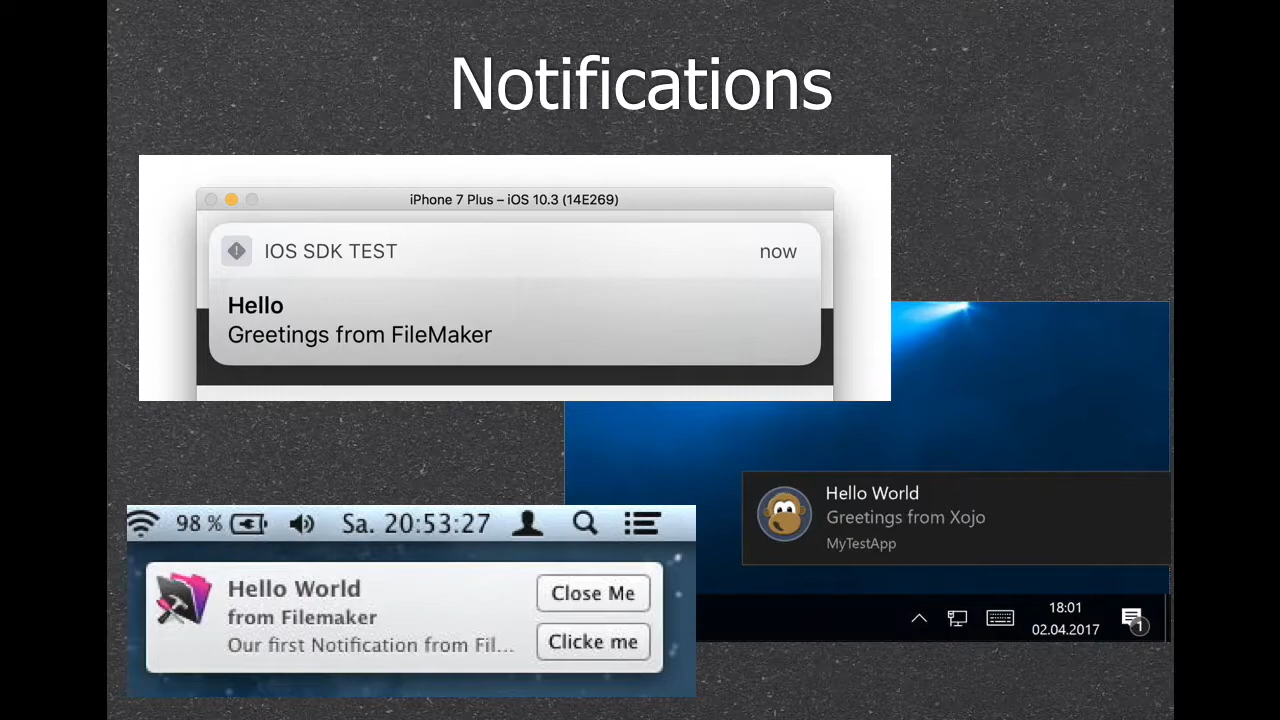 Notifications
iPhone 7 Plus – iOS 10.3 (14E269)
IOS SDK TEST now
Hello
Greetings from FileMaker
Hello World
Greetings from Xojo
MyTestApp
18:01
02.04.2017
1
98 % Sa. 20:53:27
Hello World
from Filemaker
Our first Notification from Fil...
Close Me
Clicke me